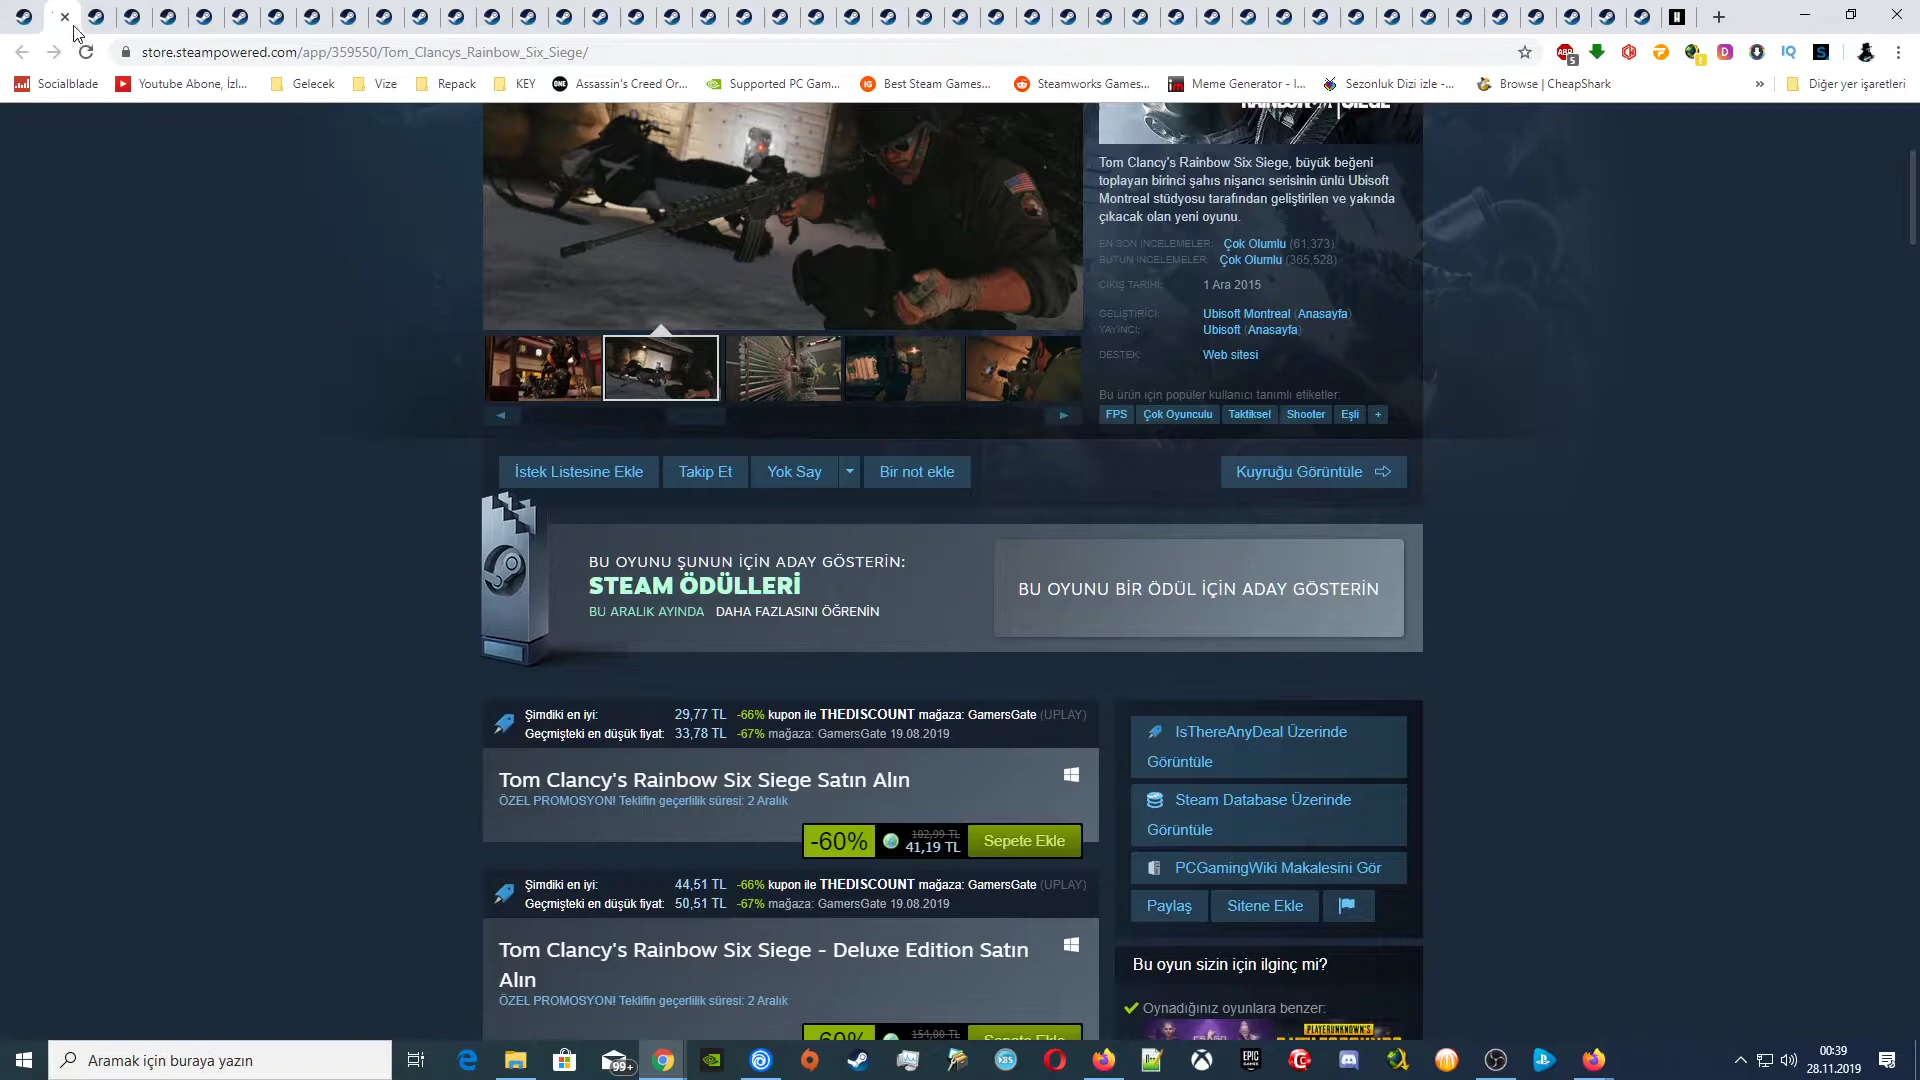 store.steampowered.com/app/359550/Tom_Clancys_Rainbow_Six_Siege/
Socialblade
Youtube Abone, İzl...
Gelecek
Vize
Repack
KEY
Assassin's Creed Or...
Supported PC Gam...
Best Steam Games...
Steamworks Games...
Meme Generator - I...
Sezonluk Dizi izle -...
Browse | CheapShark
»
Diğer yer işaretleri
Tom Clancy's Rainbow Six Siege, büyük beğeni
toplayan birinci şahıs nişancı serisinin ünlü Ubisoft
Montreal stüdyosu tarafından geliştirilen ve yakında
çıkacak olan yeni oyunu.
EN SON İNCELEMELER: Çok Olumlu (61,373)
BÜTÜN İNCELEMELER: Çok Olumlu (365,528)
ÇIKIŞ TARİHİ: 1 Ara 2015
GELİŞTİRİCİ: Ubisoft Montreal (Anasayfa)
YAYINCI: Ubisoft (Anasayfa)
DESTEK: Web sitesi
Bu ürün için popüler kullanıcı tanımlı etiketler:
FPS Çok Oyunculu Taktiksel Shooter Eşli +
İstek Listesine Ekle Takip Et Yok Say Bir not ekle
Kuyruğu Görüntüle
BU OYUNU ŞUNUN İÇİN ADAY GÖSTERİN:
STEAM ÖDÜLLERİ
BU ARALIK AYINDA DAHA FAZLASINI ÖĞRENİN
BU OYUNU BİR ÖDÜL İÇİN ADAY GÖSTERİN
Şimdiki en iyi: 29,77 TL -66% kupon ile THEDISCOUNT mağaza: GamersGate (UPLAY)
Geçmişteki en düşük fiyat: 33,78 TL -67% mağaza: GamersGate 19.08.2019
Tom Clancy's Rainbow Six Siege Satın Alın
ÖZEL PROMOSYON! Teklifin geçerlilik süresi: 2 Aralık
-60% 102,99 TL
41,19 TL
Sepete Ekle
Şimdiki en iyi: 44,51 TL -66% kupon ile THEDISCOUNT mağaza: GamersGate (UPLAY)
Geçmişteki en düşük fiyat: 50,51 TL -67% mağaza: GamersGate 19.08.2019
Tom Clancy's Rainbow Six Siege - Deluxe Edition Satın
Alın
ÖZEL PROMOSYON! Teklifin geçerlilik süresi: 2 Aralık
-60% 154,00 TL
Sepete Ekle
IsThereAnyDeal Üzerinde
Görüntüle
Steam Database Üzerinde
Görüntüle
PCGamingWiki Makalesini Gör
Paylaş Sitene Ekle
Bu oyun sizin için ilginç mi?
Oynadığınız oyunlara benzer:
PLAYERUNKNOWN'S
Aramak için buraya yazın
99+
00:39
28.11.2019